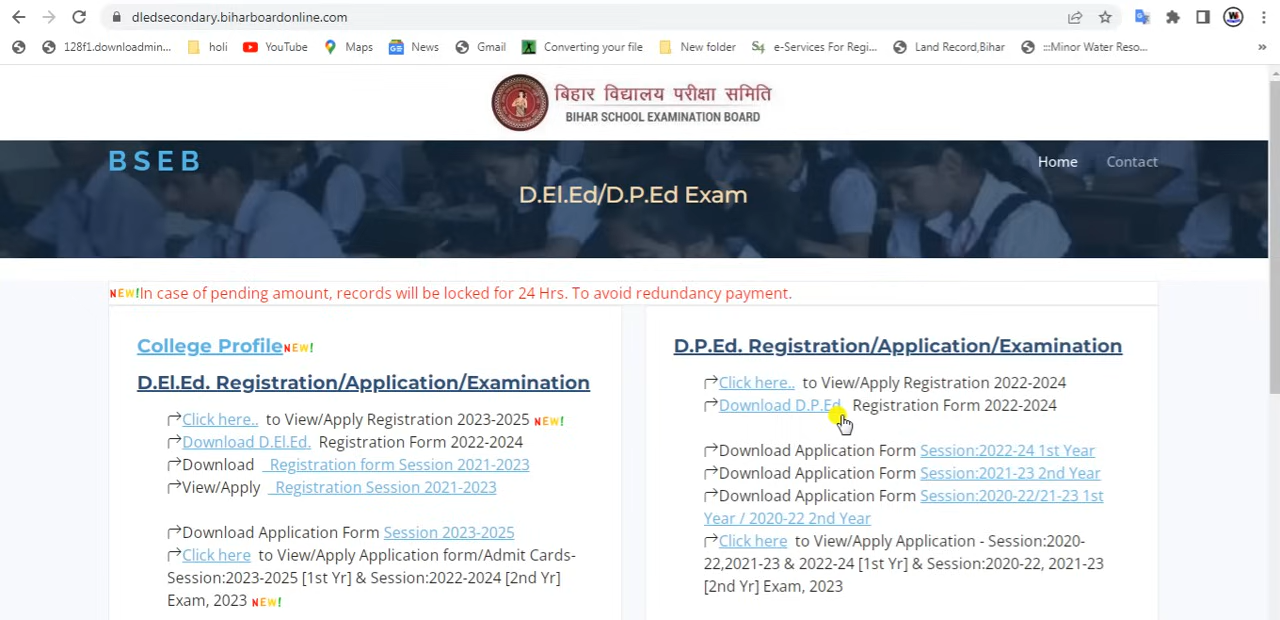 dledsecondary.biharboardonline.com
128f1.downloadmin...
holi
YouTube
Maps
News
Gmail
Converting your file
New folder
e-Services For Regi...
Land Record,Bihar
:::Minor Water Reso...
»
बिहार विद्यालय परीक्षा समिति
BIHAR SCHOOL EXAMINATION BOARD
BSEB
Home
Contact
D.El.Ed/D.P.Ed Exam
NEW!In case of pending amount, records will be locked for 24 Hrs. To avoid redundancy payment.
College Profile NEW!
D.El.Ed. Registration/Application/Examination
Click here.. to View/Apply Registration 2023-2025 NEW!
Download D.El.Ed. Registration Form 2022-2024
Download _Registration form Session 2021-2023
View/Apply _Registration Session 2021-2023
Download Application Form Session 2023-2025
Click here to View/Apply Application form/Admit Cards-
Session:2023-2025 [1st Yr] & Session:2022-2024 [2nd Yr]
Exam, 2023 NEW!
D.P.Ed. Registration/Application/Examination
Click here.. to View/Apply Registration 2022-2024
Download D.P.Ed. Registration Form 2022-2024
Download Application Form Session:2022-24 1st Year
Download Application Form Session:2021-23 2nd Year
Download Application Form Session:2020-22/21-23 1st
Year / 2020-22 2nd Year
Click here to View/Apply Application - Session:2020-
22,2021-23 & 2022-24 [1st Yr] & Session:2020-22, 2021-23
[2nd Yr] Exam, 2023